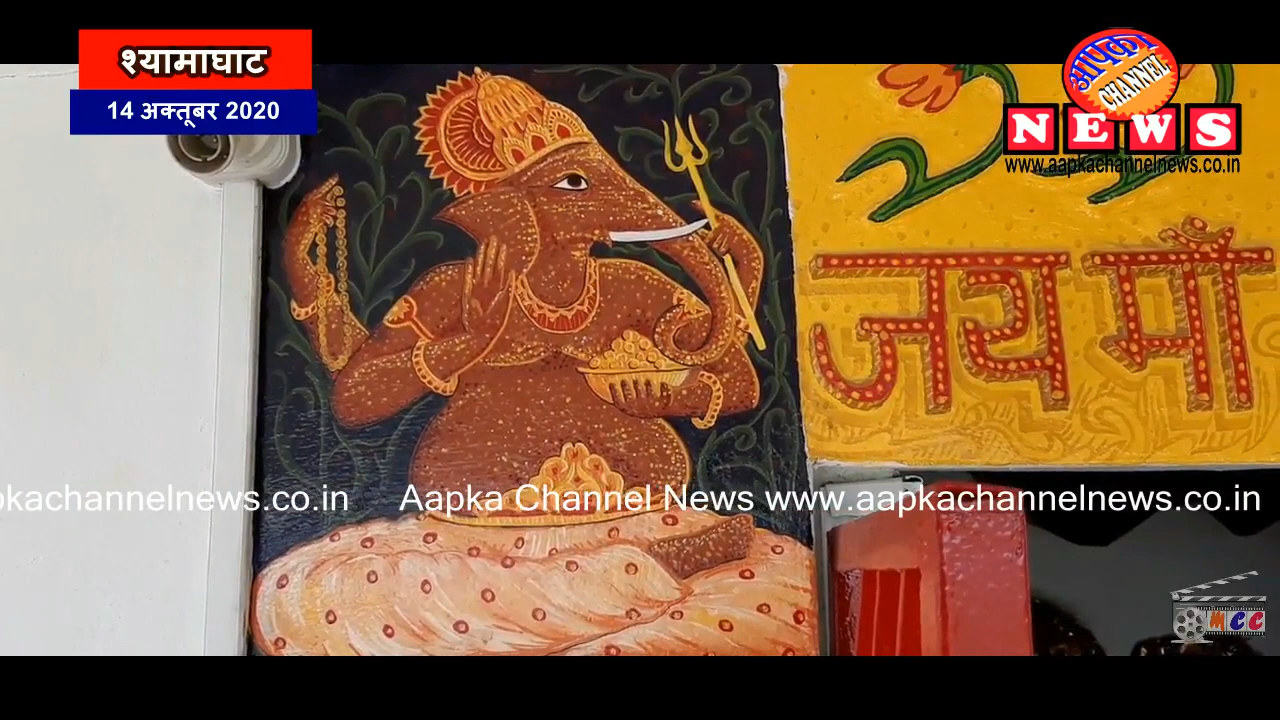 श्यामाघाट
14 अक्तूबर 2020
आपका
CHANNEL
NEWS
www.aapkachannelnews.co.in
जय माँ
pkachannelnews.co.in Aapka Channel News www.aapkachannelnews.co.in
MCC